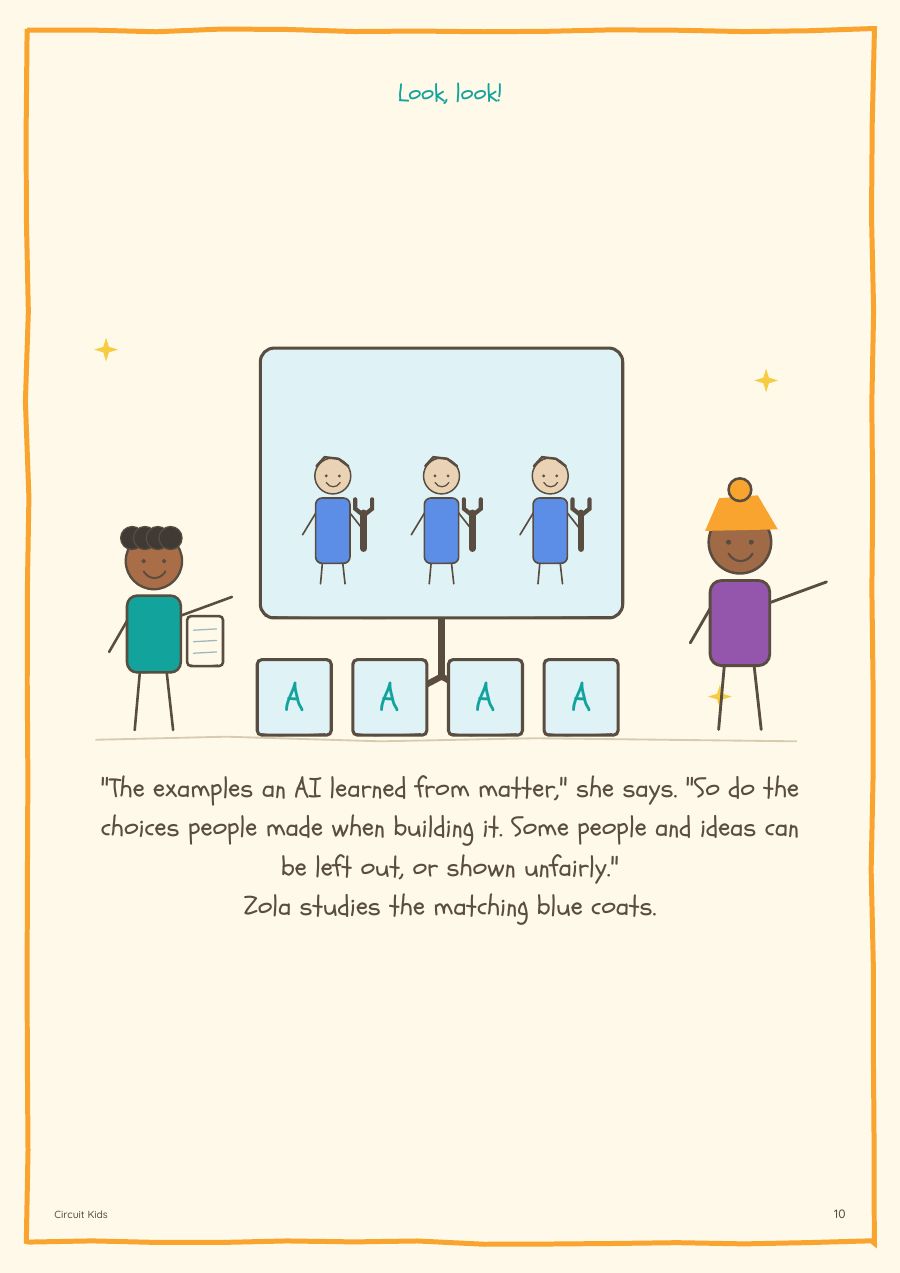 Look, look!
A A A A
"The examples an AI learned from matter," she says. "So do the
choices people made when building it. Some people and ideas can
be left out, or shown unfairly."
Zola studies the matching blue coats.
Circuit Kids
10